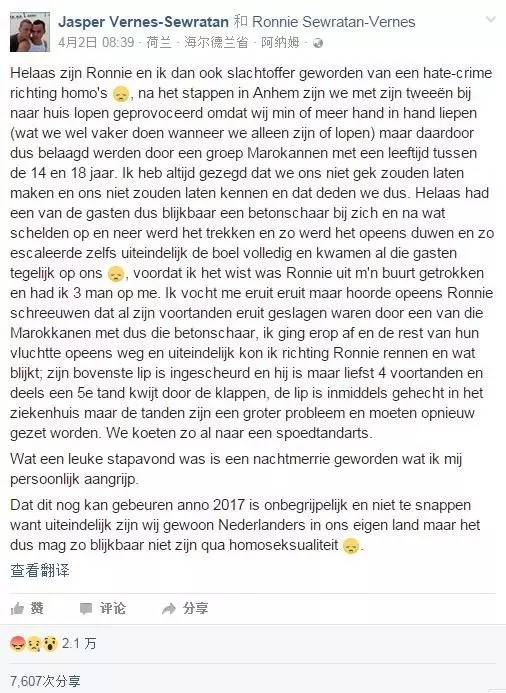 Jasper Vernes-Sewratan 和 Ronnie Sewratan-Vernes
4月2日 08:39 · 荷兰 · 海尔德兰省 · 阿纳姆 ·
Helaas zijn Ronnie en ik dan ook slachtoffer geworden van een hate-crime
richting homo's 😞, na het stappen in Anhem zijn we met zijn tweeën bij
naar huis lopen geprovoceerd omdat wij min of meer hand in hand liepen
(wat we wel vaker doen wanneer we alleen zijn of lopen) maar daardoor
dus belaagd werden door een groep Marokannen met een leeftijd tussen
de 14 en 18 jaar. Ik heb altijd gezegd dat we ons niet gek zouden laten
maken en ons niet zouden laten kennen en dat deden we dus. Helaas had
een van de gasten dus blijkbaar een betonschaar bij zich en na wat
schelden op en neer werd het trekken en zo werd het opeens duwen en zo
escaleerde zelfs uiteindelijk de boel volledig en kwamen al die gasten
tegelijk op ons 😞, voordat ik het wist was Ronnie uit m'n buurt getrokken
en had ik 3 man op me. Ik vocht me eruit eruit maar hoorde opeens Ronnie
schreeuwen dat al zijn voortanden eruit geslagen waren door een van die
Marokkanen met dus die betonschaar, ik ging erop af en de rest van hun
vluchtte opeens weg en uiteindelijk kon ik richting Ronnie rennen en wat
blijkt; zijn bovenste lip is ingescheurd en hij is maar liefst 4 voortanden en
deels een 5e tand kwijt door de klappen, de lip is inmiddels gehecht in het
ziekenhuis maar de tanden zijn een groter probleem en moeten opnieuw
gezet worden. We koeten zo al naar een spoedtandarts.
Wat een leuke stapavond was is een nachtmerrie geworden wat ik mij
persoonlijk aangrijp.
Dat dit nog kan gebeuren anno 2017 is onbegrijpelijk en niet te snappen
want uiteindelijk zijn wij gewoon Nederlanders in ons eigen land maar het
dus mag zo blijkbaar niet zijn qua homoseksualiteit 😞.
查看翻译
赞 评论 分享
2.1 万
7,607次分享